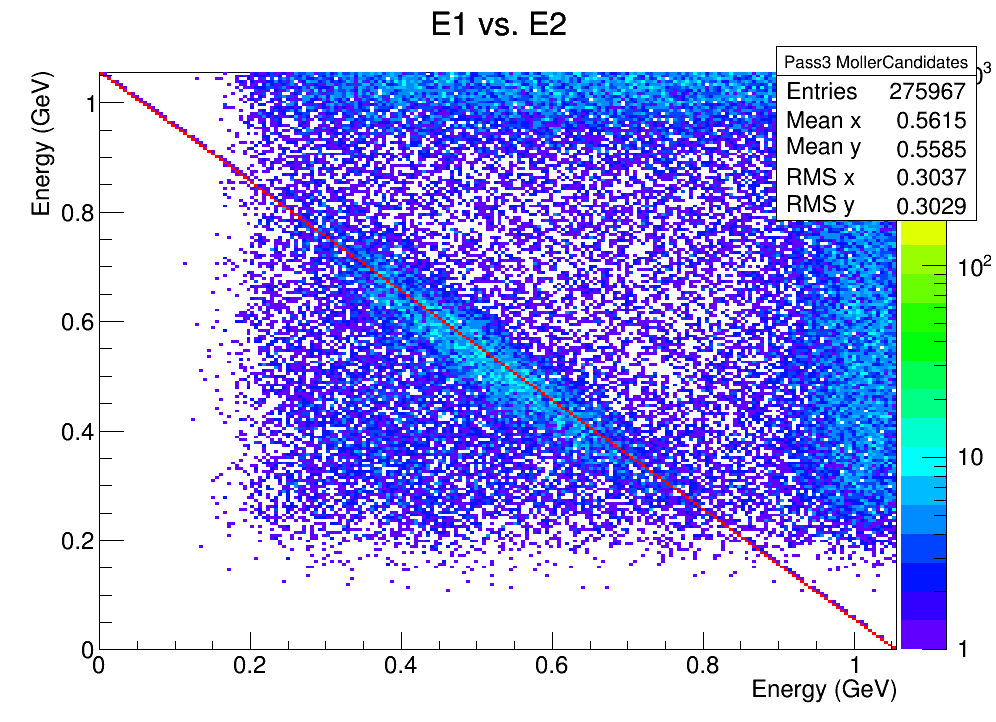 E1 vs. E2
Pass3 MollerCandidates
Entries 275967
Mean x 0.5615
Mean y 0.5585
RMS x 0.3037
RMS y 0.3029
Energy (GeV)
1
0.8
0.6
0.4
0.2
0
0 0.2 0.4 0.6 0.8 1
Energy (GeV)
10²
10
1